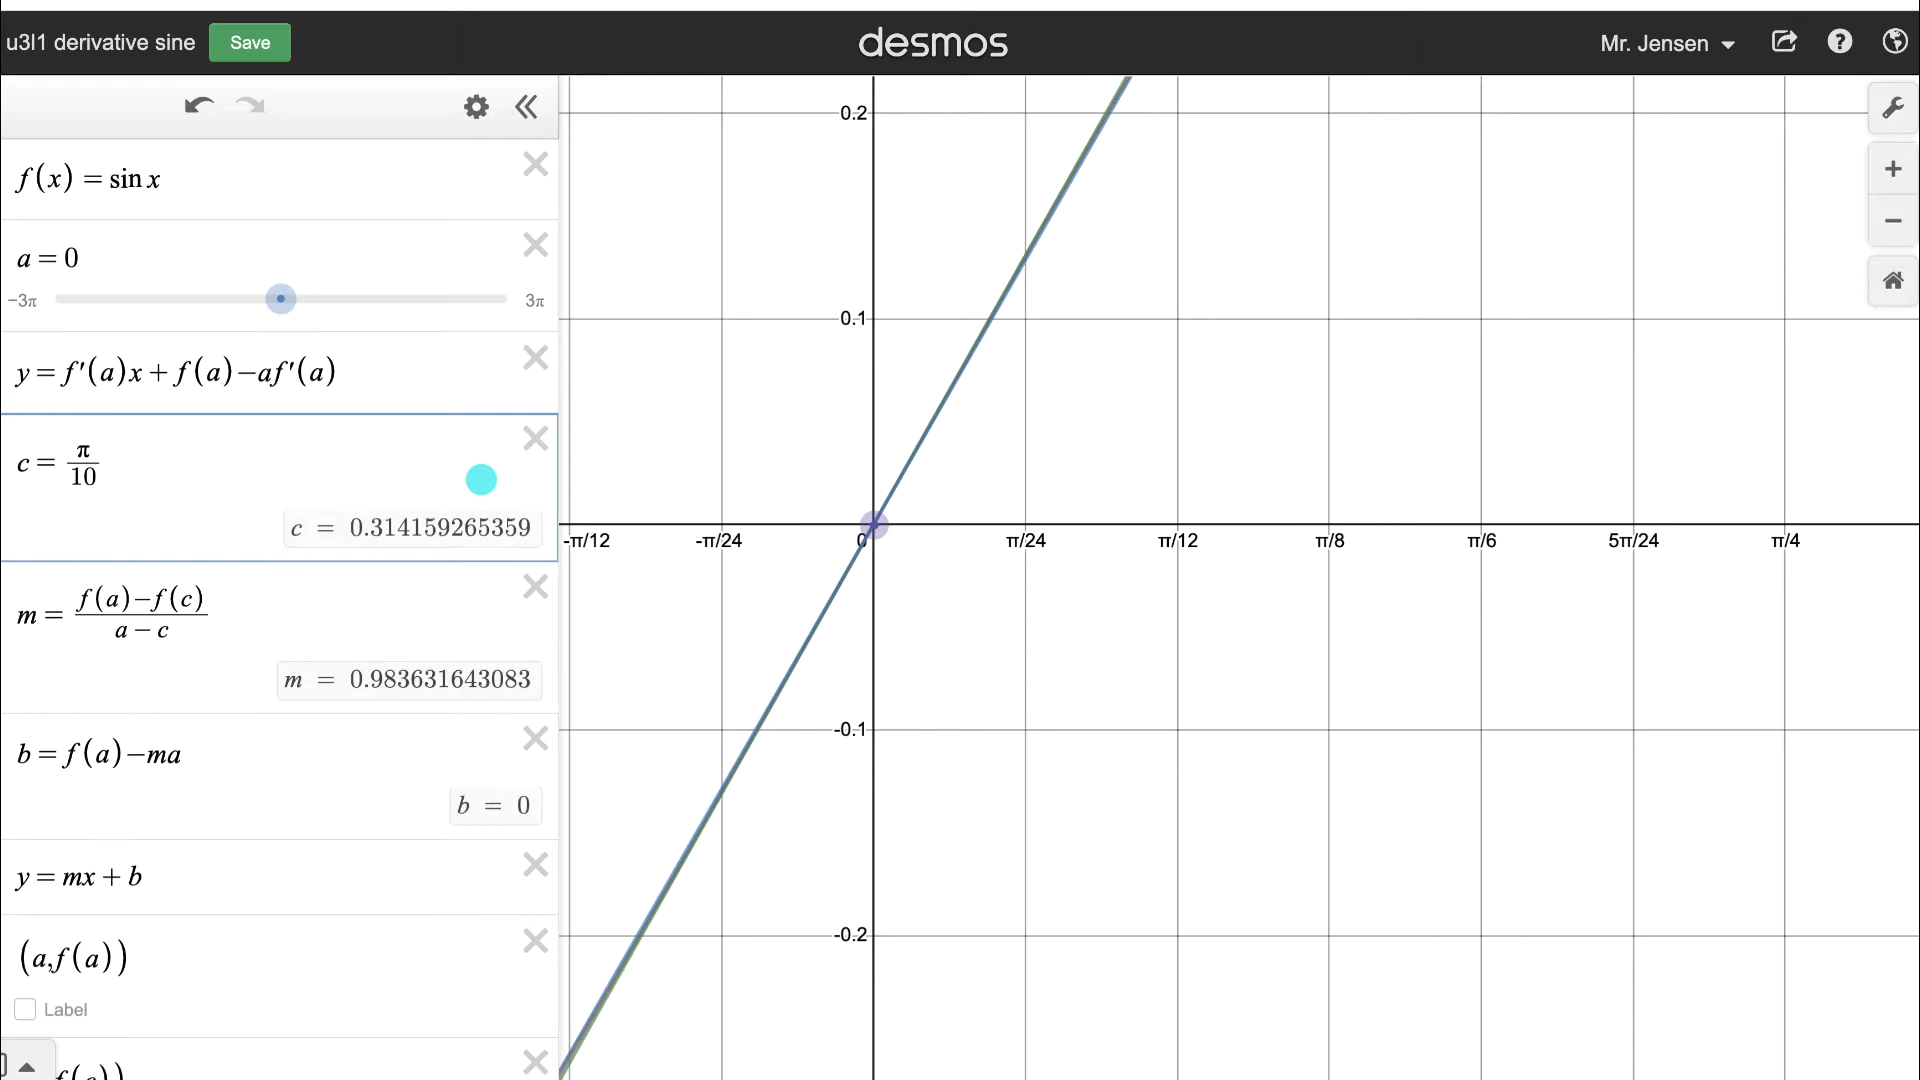 u3l1 derivative sine Save desmos Mr. Jensen
f(x) = sin x
a = 0
−3π 3π
y = f′(a)x + f(a) − af′(a)
c = π/10
c = 0.314159265359
m = (f(a) − f(c))/(a − c)
m = 0.983631643083
b = f(a) − ma
b = 0
y = mx + b
(a, f(a))
Label
0.2
0.1
-π/12 -π/24 0 π/24 π/12 π/8 π/6 5π/24 π/4
-0.1
-0.2